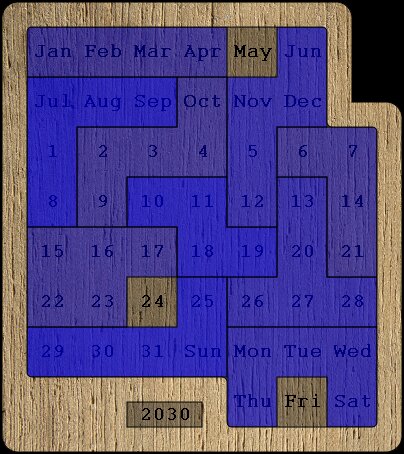 Jan Feb Mar Apr May Jun
Jul Aug Sep Oct Nov Dec
1 2 3 4 5 6 7
8 9 10 11 12 13 14
15 16 17 18 19 20 21
22 23 24 25 26 27 28
29 30 31 Sun Mon Tue Wed
Thu Fri Sat
2030